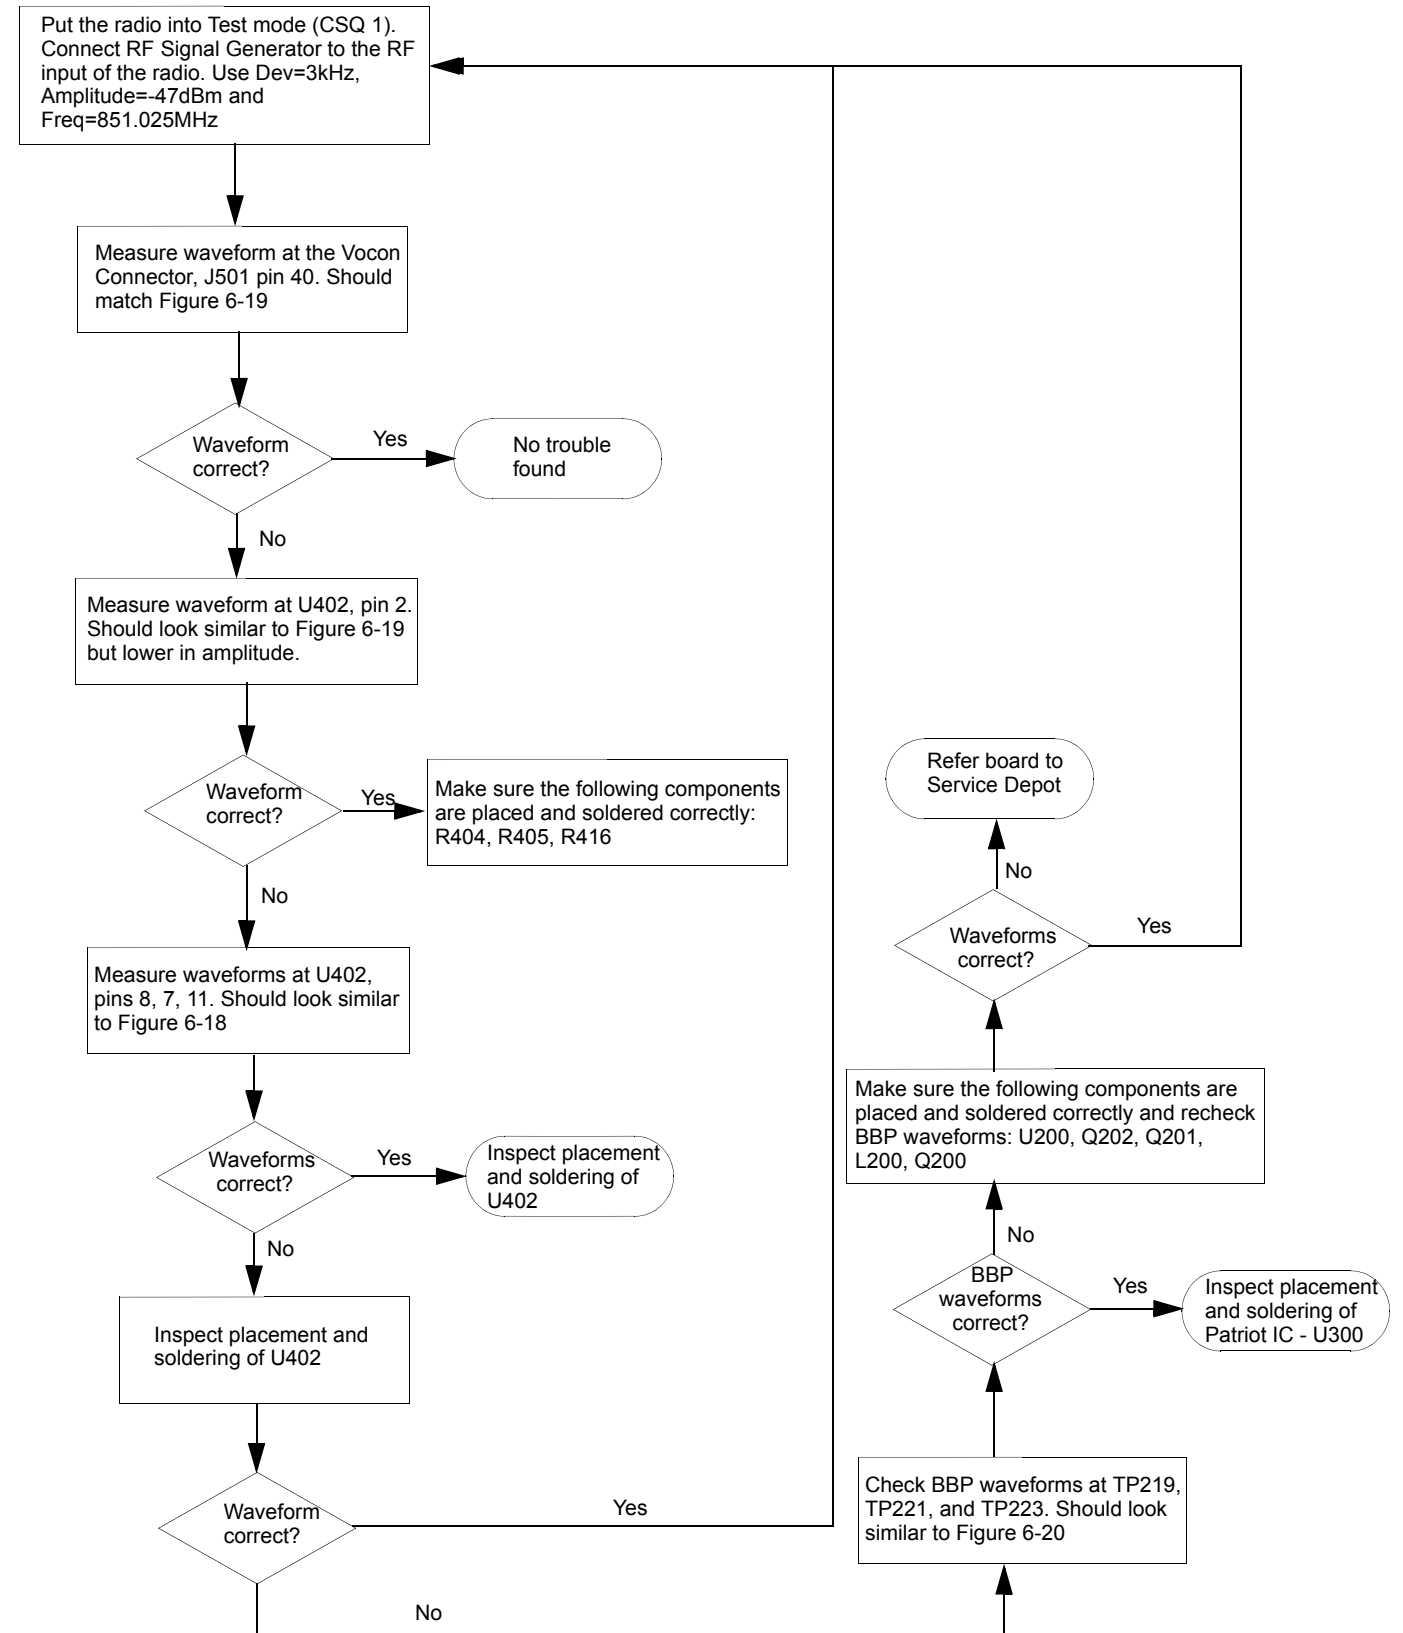 Put the radio into Test mode (CSQ 1).
Connect RF Signal Generator to the RF
input of the radio. Use Dev=3kHz,
Amplitude=-47dBm and
Freq=851.025MHz
Measure waveform at the Vocon
Connector, J501 pin 40. Should
match Figure 6-19
Waveform
correct?
Yes
No trouble
found
No
Measure waveform at U402, pin 2.
Should look similar to Figure 6-19
but lower in amplitude.
Waveform
correct?
Yes
Make sure the following components
are placed and soldered correctly:
R404, R405, R416
No
Measure waveforms at U402,
pins 8, 7, 11. Should look similar
to Figure 6-18
Waveforms
correct?
Yes
Inspect placement
and soldering of
U402
No
Inspect placement and
soldering of U402
Waveform
correct?
Yes
No
Check BBP waveforms at TP219,
TP221, and TP223. Should look
similar to Figure 6-20
BBP
waveforms
correct?
Yes
Inspect placement
and soldering of
Patriot IC - U300
No
Make sure the following components are
placed and soldered correctly and recheck
BBP waveforms: U200, Q202, Q201,
L200, Q200
Waveforms
correct?
Yes
No
Refer board to
Service Depot